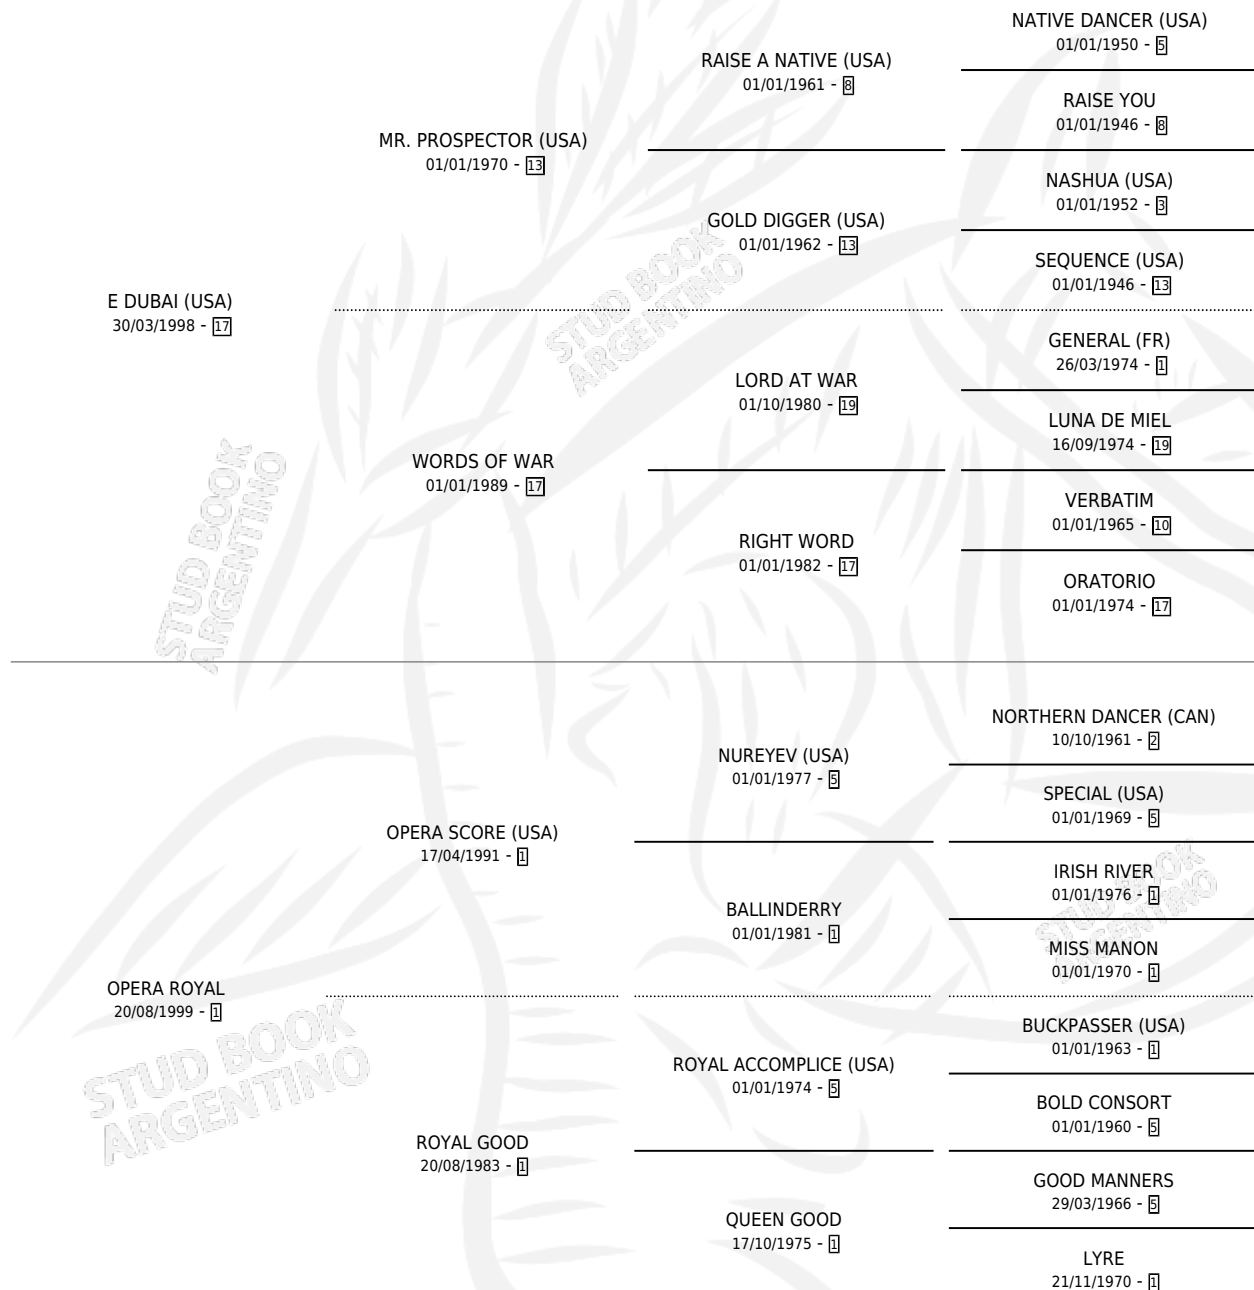 NATIVE DANCER (USA)
01/01/1950 - 5
RAISE A NATIVE (USA)
01/01/1961 - 8
RAISE YOU
01/01/1946 - 8
MR. PROSPECTOR (USA)
01/01/1970 - 13
NASHUA (USA)
01/01/1952 - 3
GOLD DIGGER (USA)
01/01/1962 - 13
SEQUENCE (USA)
01/01/1946 - 13
E DUBAI (USA)
30/03/1998 - 17
GENERAL (FR)
26/03/1974 - 1
LORD AT WAR
01/10/1980 - 19
LUNA DE MIEL
16/09/1974 - 19
WORDS OF WAR
01/01/1989 - 17
VERBATIM
01/01/1965 - 10
RIGHT WORD
01/01/1982 - 17
ORATORIO
01/01/1974 - 17
NORTHERN DANCER (CAN)
10/10/1961 - 2
NUREYEV (USA)
01/01/1977 - 5
SPECIAL (USA)
01/01/1969 - 5
OPERA SCORE (USA)
17/04/1991 - 1
IRISH RIVER
01/01/1976 - 1
BALLINDERRY
01/01/1981 - 1
MISS MANON
01/01/1970 - 1
OPERA ROYAL
20/08/1999 - 1
BUCKPASSER (USA)
01/01/1963 - 1
ROYAL ACCOMPLICE (USA)
01/01/1974 - 5
BOLD CONSORT
01/01/1960 - 5
ROYAL GOOD
20/08/1983 - 1
GOOD MANNERS
29/03/1966 - 5
QUEEN GOOD
17/10/1975 - 1
LYRE
21/11/1970 - 1
STUD BOOK
ARGENTINO
STUD BOOK
ARGENTINO
STUD BOOK
ARGENTINO
STUD BOOK
ARGENTINO